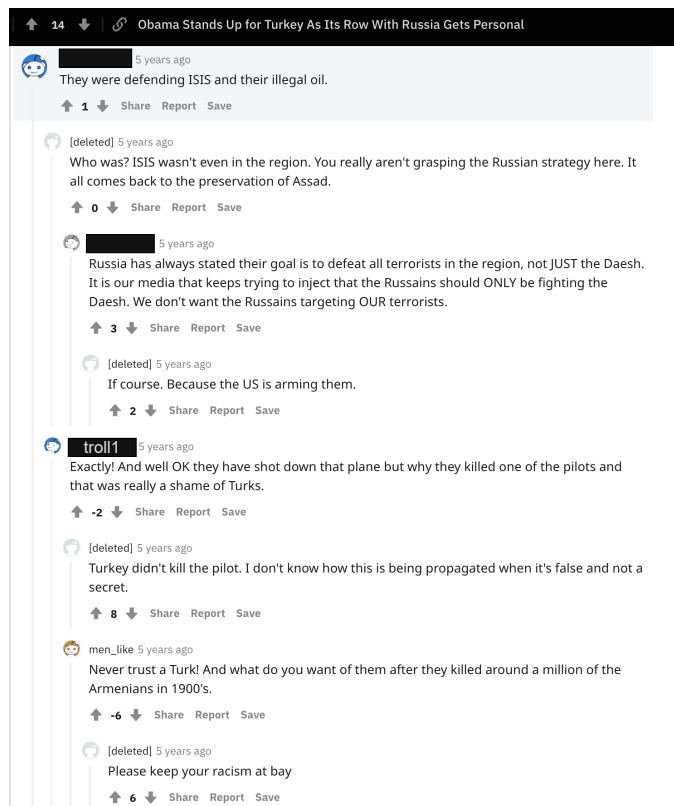 14 Obama Stands Up for Turkey As Its Row With Russia Gets Personal
5 years ago
They were defending ISIS and their illegal oil.
1 Share Report Save
[deleted] 5 years ago
Who was? ISIS wasn't even in the region. You really aren't grasping the Russian strategy here. It
all comes back to the preservation of Assad.
0 Share Report Save
5 years ago
Russia has always stated their goal is to defeat all terrorists in the region, not JUST the Daesh.
It is our media that keeps trying to inject that the Russains should ONLY be fighting the
Daesh. We don't want the Russains targeting OUR terrorists.
3 Share Report Save
[deleted] 5 years ago
If course. Because the US is arming them.
2 Share Report Save
troll1 5 years ago
Exactly! And well OK they have shot down that plane but why they killed one of the pilots and
that was really a shame of Turks.
-2 Share Report Save
[deleted] 5 years ago
Turkey didn't kill the pilot. I don't know how this is being propagated when it's false and not a
secret.
8 Share Report Save
men_like 5 years ago
Never trust a Turk! And what do you want of them after they killed around a million of the
Armenians in 1900's.
-6 Share Report Save
[deleted] 5 years ago
Please keep your racism at bay
6 Share Report Save